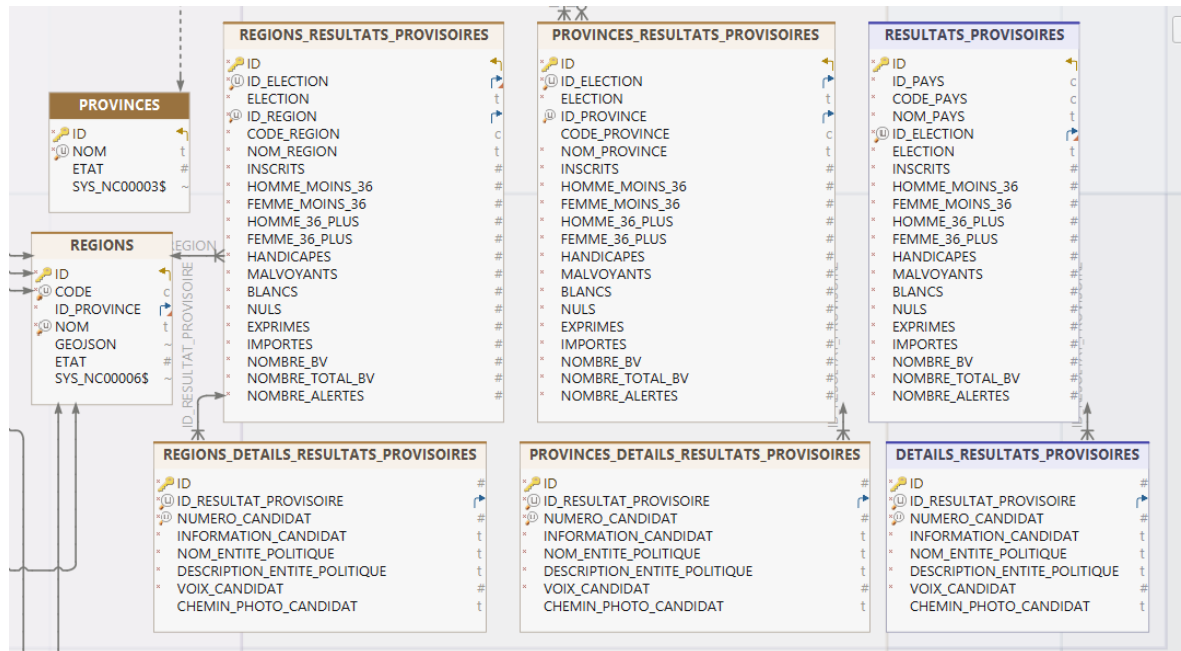 PROVINCES
ID
NOM t
ETAT #
SYS_NC00003$ ~
REGIONS
ID
CODE c
ID_PROVINCE
NOM t
GEOJSON ~
ETAT #
SYS_NC00006$ ~
REGION
ID_RESULTAT_PROVISOIRE
REGIONS_RESULTATS_PROVISOIRES
ID
ID_ELECTION
ELECTION t
ID_REGION
CODE_REGION c
NOM_REGION t
INSCRITS #
HOMME_MOINS_36 #
FEMME_MOINS_36 #
HOMME_36_PLUS #
FEMME_36_PLUS #
HANDICAPES #
MALVOYANTS #
BLANCS #
NULS #
EXPRIMES #
IMPORTES #
NOMBRE_BV #
NOMBRE_TOTAL_BV #
NOMBRE_ALERTES #
PROVINCES_RESULTATS_PROVISOIRES
ID
ID_ELECTION
ELECTION t
ID_PROVINCE
CODE_PROVINCE c
NOM_PROVINCE t
INSCRITS #
HOMME_MOINS_36 #
FEMME_MOINS_36 #
HOMME_36_PLUS #
FEMME_36_PLUS #
HANDICAPES #
MALVOYANTS #
BLANCS #
NULS #
EXPRIMES #
IMPORTES #
NOMBRE_BV #
NOMBRE_TOTAL_BV #
NOMBRE_ALERTES #
RESULTATS_PROVISOIRES
ID
ID_PAYS c
CODE_PAYS c
NOM_PAYS t
ID_ELECTION
ELECTION t
INSCRITS #
HOMME_MOINS_36 #
FEMME_MOINS_36 #
HOMME_36_PLUS #
FEMME_36_PLUS #
HANDICAPES #
MALVOYANTS #
BLANCS #
NULS #
EXPRIMES #
IMPORTES #
NOMBRE_BV #
NOMBRE_TOTAL_BV #
NOMBRE_ALERTES #
REGIONS_DETAILS_RESULTATS_PROVISOIRES
ID #
ID_RESULTAT_PROVISOIRE
NUMERO_CANDIDAT #
INFORMATION_CANDIDAT t
NOM_ENTITE_POLITIQUE t
DESCRIPTION_ENTITE_POLITIQUE t
VOIX_CANDIDAT #
CHEMIN_PHOTO_CANDIDAT t
PROVINCES_DETAILS_RESULTATS_PROVISOIRES
ID #
ID_RESULTAT_PROVISOIRE
NUMERO_CANDIDAT #
INFORMATION_CANDIDAT t
NOM_ENTITE_POLITIQUE t
DESCRIPTION_ENTITE_POLITIQUE t
VOIX_CANDIDAT #
CHEMIN_PHOTO_CANDIDAT t
DETAILS_RESULTATS_PROVISOIRES
ID #
ID_RESULTAT_PROVISOIRE
NUMERO_CANDIDAT #
INFORMATION_CANDIDAT t
NOM_ENTITE_POLITIQUE t
DESCRIPTION_ENTITE_POLITIQUE t
VOIX_CANDIDAT #
CHEMIN_PHOTO_CANDIDAT t